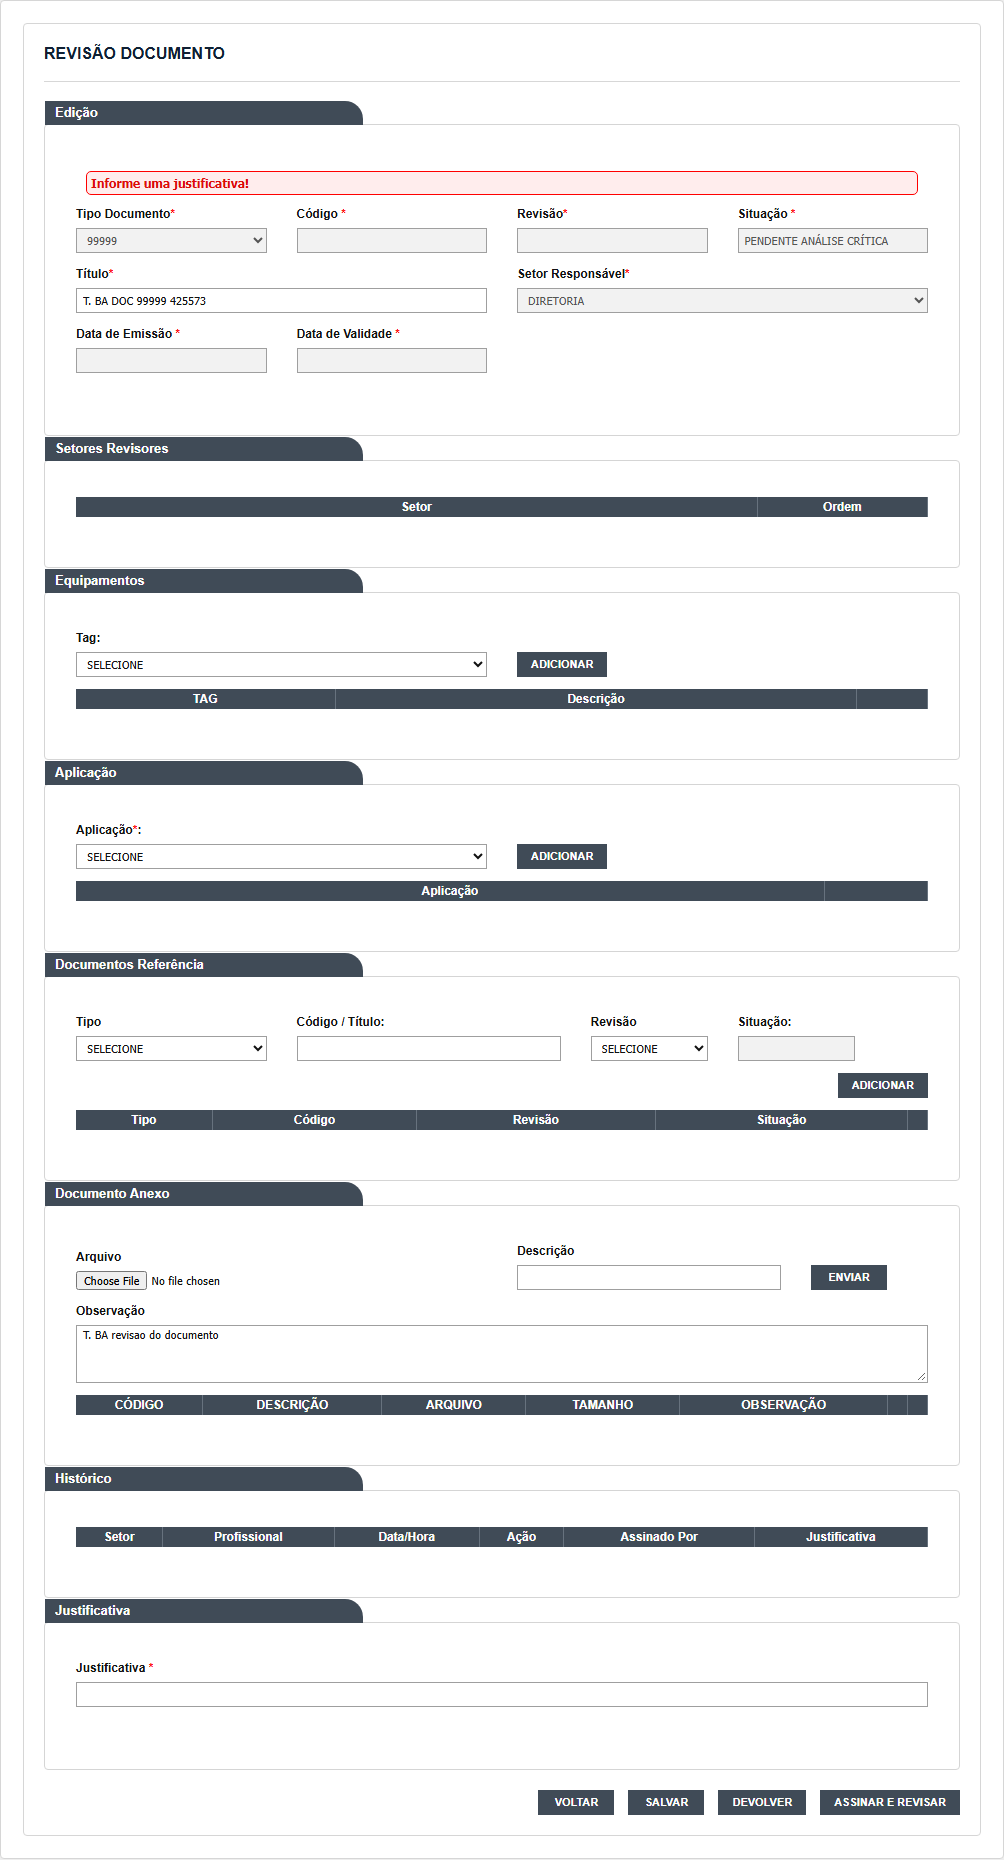 REVISÃO DOCUMENTO
Edição
Informe uma justificativa!
Tipo Documento* Código * Revisão* Situação *
99999 PENDENTE ANÁLISE CRÍTICA
Título* Setor Responsável*
T. BA DOC 99999 425573 DIRETORIA
Data de Emissão * Data de Validade *
Setores Revisores
Setor Ordem
Equipamentos
Tag:
SELECIONE ADICIONAR
TAG Descrição
Aplicação
Aplicação*:
SELECIONE ADICIONAR
Aplicação
Documentos Referência
Tipo Código / Título: Revisão Situação:
SELECIONE SELECIONE
ADICIONAR
Tipo Código Revisão Situação
Documento Anexo
Arquivo Descrição
Choose File No file chosen ENVIAR
Observação
T. BA revisao do documento
CÓDIGO DESCRIÇÃO ARQUIVO TAMANHO OBSERVAÇÃO
Histórico
Setor Profissional Data/Hora Ação Assinado Por Justificativa
Justificativa
Justificativa *
VOLTAR SALVAR DEVOLVER ASSINAR E REVISAR